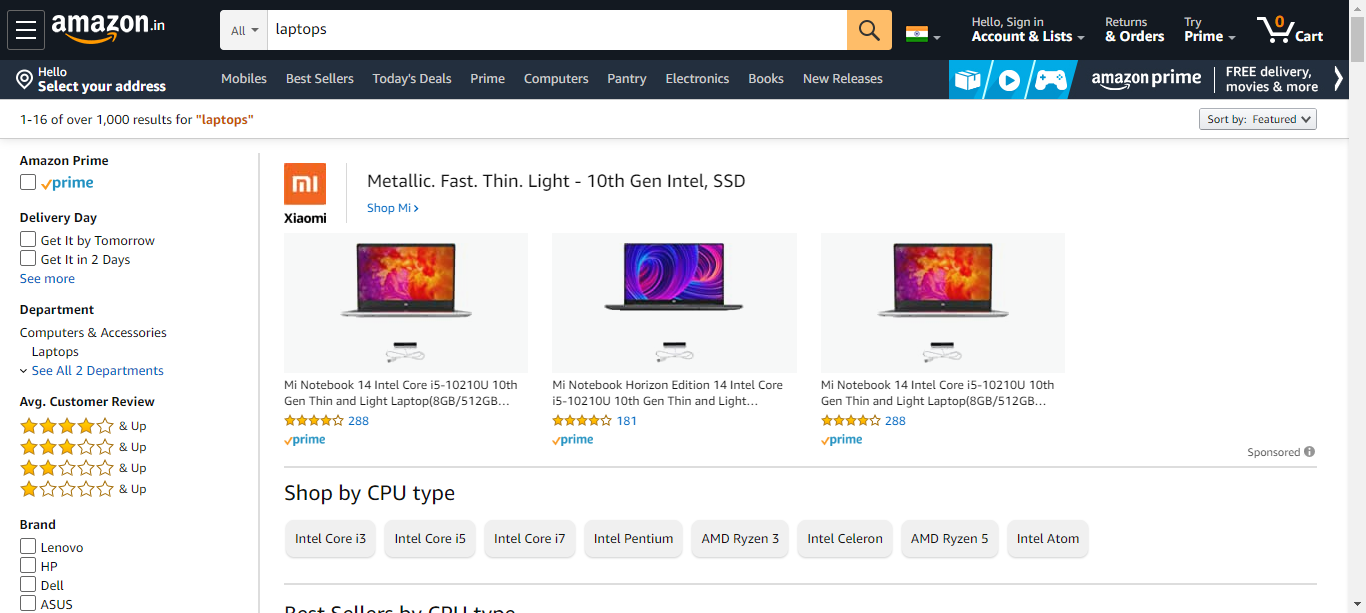 amazon.in
All
laptops
Hello, Sign in
Account & Lists
Returns
& Orders
Try
Prime
0
Cart
Hello
Select your address
Mobiles
Best Sellers
Today's Deals
Prime
Computers
Pantry
Electronics
Books
New Releases
amazon prime
FREE delivery,
movies & more
1-16 of over 1,000 results for "laptops"
Sort by: Featured
Amazon Prime
prime
Delivery Day
Get It by Tomorrow
Get It in 2 Days
See more
Department
Computers & Accessories
Laptops
See All 2 Departments
Avg. Customer Review
& Up
& Up
& Up
& Up
Brand
Lenovo
HP
Dell
ASUS
mi
Xiaomi
Metallic. Fast. Thin. Light - 10th Gen Intel, SSD
Shop Mi ›
Mi Notebook 14 Intel Core i5-10210U 10th
Gen Thin and Light Laptop(8GB/512GB...
288
prime
Mi Notebook Horizon Edition 14 Intel Core
i5-10210U 10th Gen Thin and Light...
181
prime
Mi Notebook 14 Intel Core i5-10210U 10th
Gen Thin and Light Laptop(8GB/512GB...
288
prime
Sponsored
Shop by CPU type
Intel Core i3
Intel Core i5
Intel Core i7
Intel Pentium
AMD Ryzen 3
Intel Celeron
AMD Ryzen 5
Intel Atom
Best Sellers by CPU type